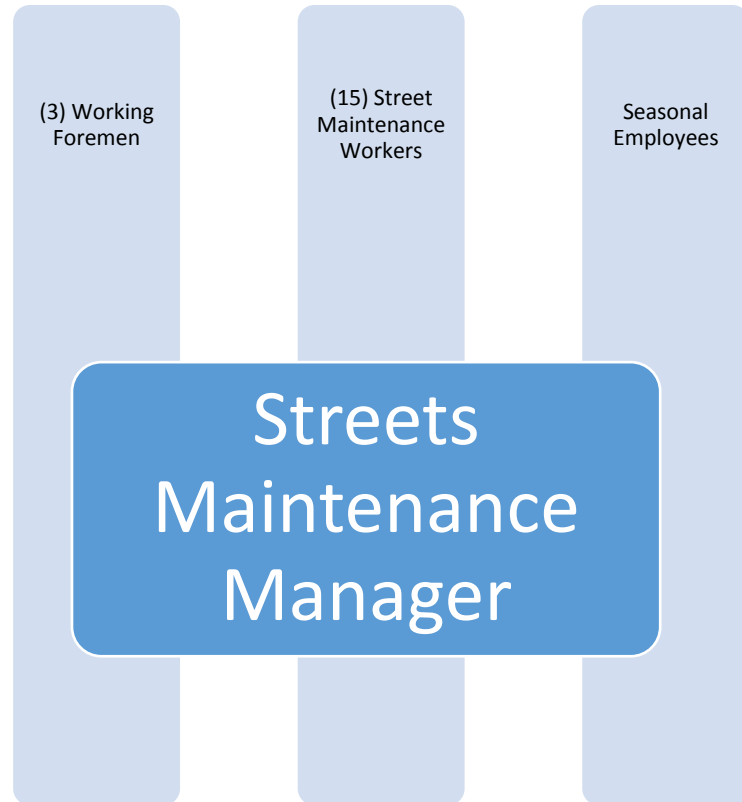 (3) Working
Foremen
(15) Street
Maintenance
Workers
Seasonal
Employees
Streets
Maintenance
Manager